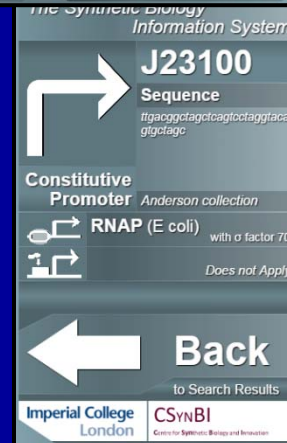 The Synthetic Biology
Information System
J23100
Sequence
ttgacggctagctcagtcctaggtaca
gtgctagc
Constitutive
Promoter
Anderson collection
RNAP (E coli)
with σ factor 70
Does not Apply
Back
to Search Results
Imperial College
London
CSynBI
Centre for Synthetic Biology and Innovation